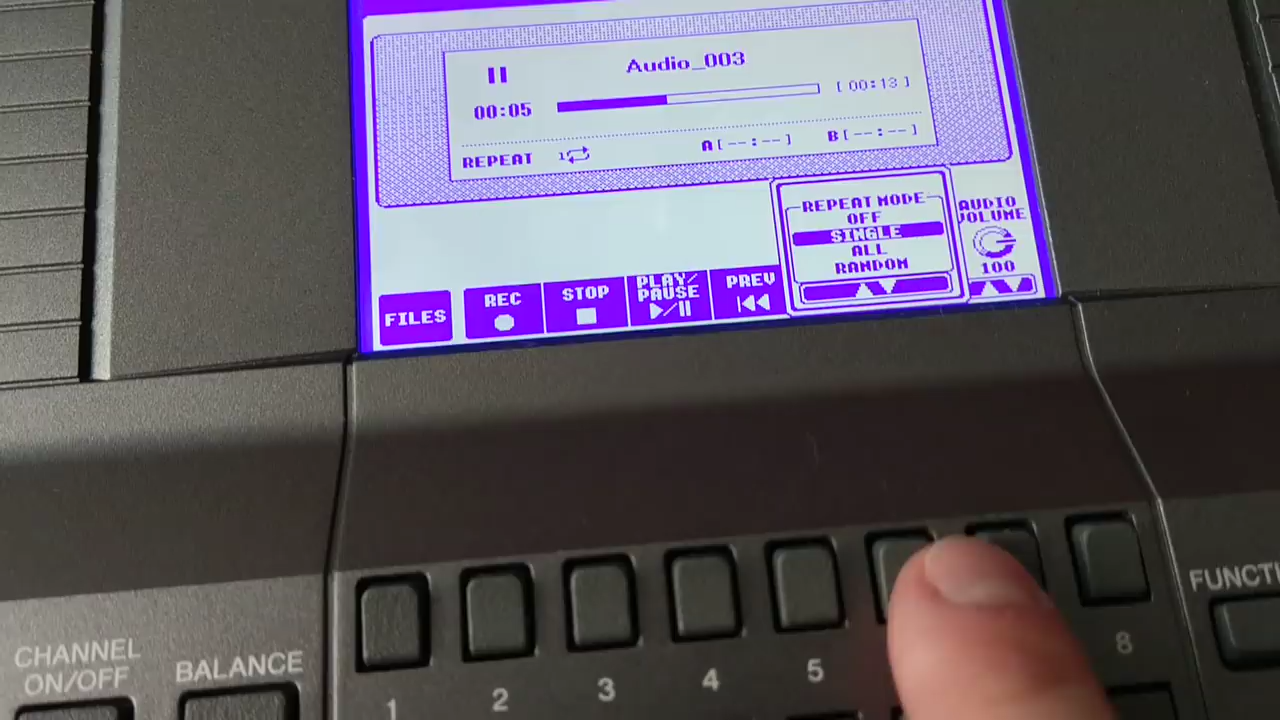 Audio_003
00:05
[00:13]
REPEAT
1
A[--:--]
B[--:--]
REPEAT MODE
OFF
SINGLE
ALL
RANDOM
AUDIO
VOLUME
100
FILES
REC
STOP
PLAY/
PAUSE
PREV
CHANNEL
ON/OFF
BALANCE
1
2
3
4
5
8
FUNCTI